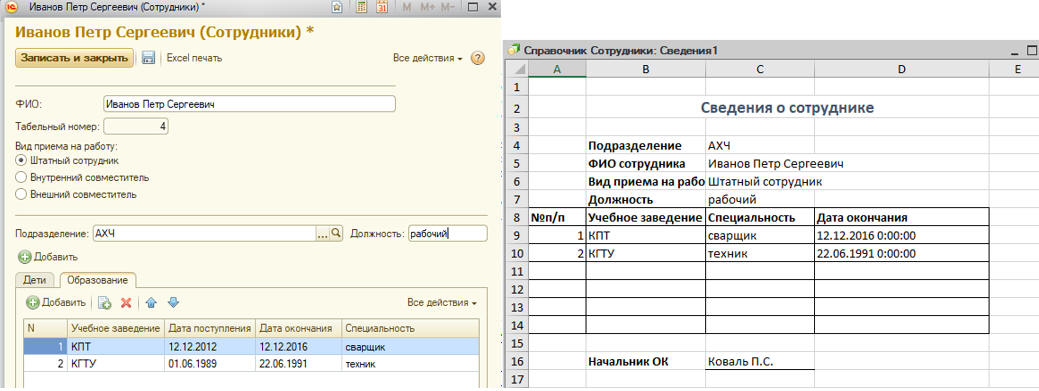 Иванов Петр Сергеевич (Сотрудники) *
M M+ M-
31
Иванов Петр Сергеевич (Сотрудники) *
Записать и закрыть Excel печать Все действия
?
ФИО: Иванов Петр Сергеевич
Табельный номер: 4
Вид приема на работу:
Штатный сотрудник
Внутренний совместитель
Внешний совместитель
Подразделение: АХЧ ... Должность: рабочий
Добавить
Дети Образование
Добавить Все действия
N Учебное заведение Дата поступления Дата окончания Специальность
1 КПТ 12.12.2012 12.12.2016 сварщик
2 КГТУ 01.06.1989 22.06.1991 техник
Справочник Сотрудники: Сведения1
A B C D E
1
2 Сведения о сотруднике
3
4 Подразделение АХЧ
5 ФИО сотрудника Иванов Петр Сергеевич
6 Вид приема на рабо Штатный сотрудник
7 Должность рабочий
8 №п/п Учебное заведение Специальность Дата окончания
9 1 КПТ сварщик 12.12.2016 0:00:00
10 2 КГТУ техник 22.06.1991 0:00:00
11
12
13
14
15
16 Начальник ОК Коваль П.С.
17